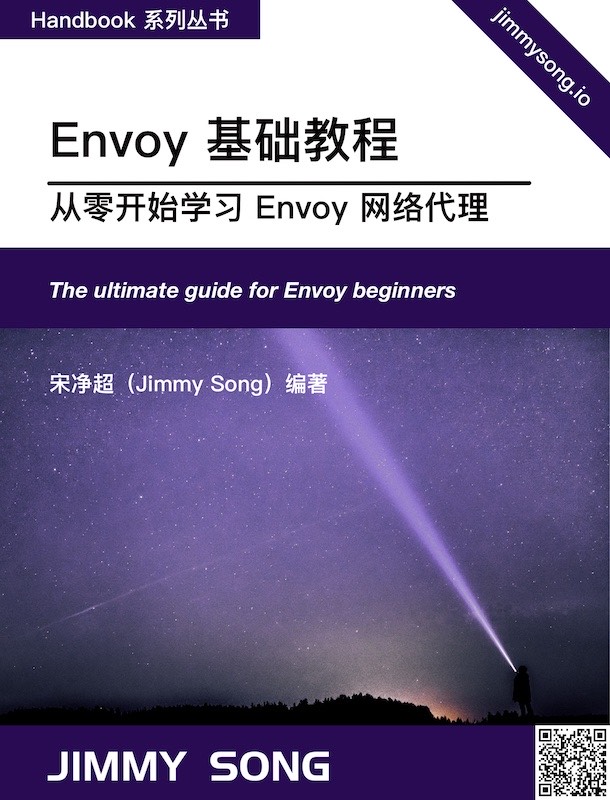 Handbook 系列丛书
jimmysong.io
Envoy 基础教程
从零开始学习 Envoy 网络代理
The ultimate guide for Envoy beginners
宋净超（Jimmy Song）编著
JIMMY SONG